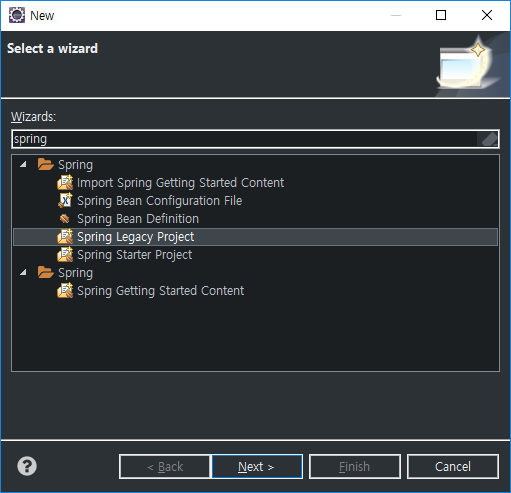 New
Select a wizard
Wizards:
spring
Spring
Import Spring Getting Started Content
Spring Bean Configuration File
Spring Bean Definition
Spring Legacy Project
Spring Starter Project
Spring
Spring Getting Started Content
? < Back Next > Finish Cancel